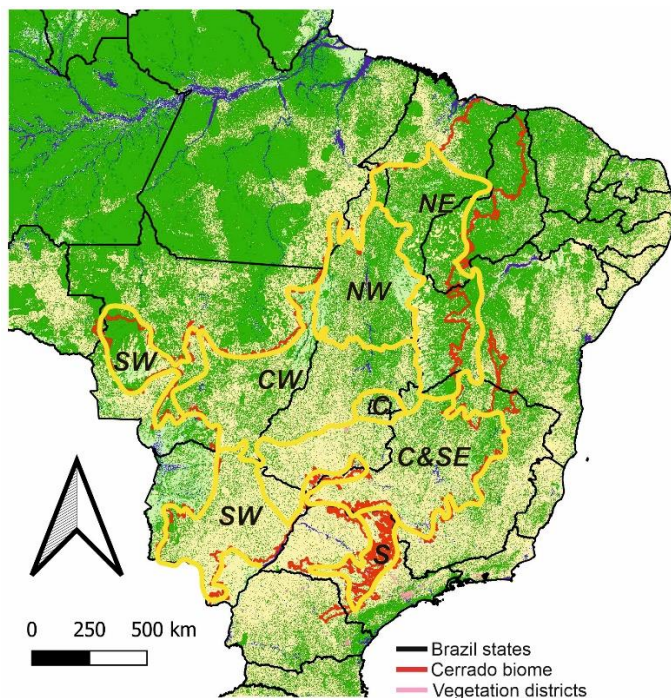 NE
NW
SW
CW
C
C&SE
SW
S
0 250 500 km
Brazil states
Cerrado biome
Vegetation districts